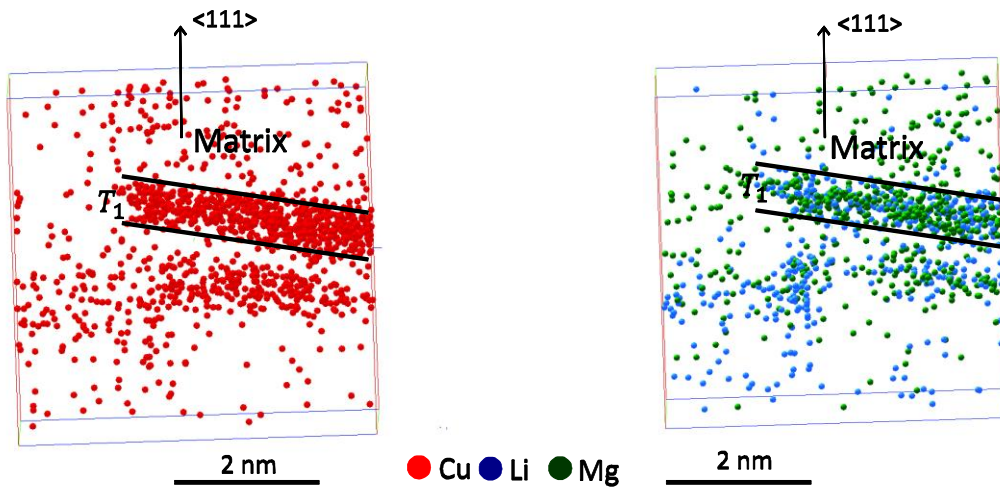 <111>
<111>
Matrix
Matrix
T1
T1
2 nm
2 nm
Cu Li Mg